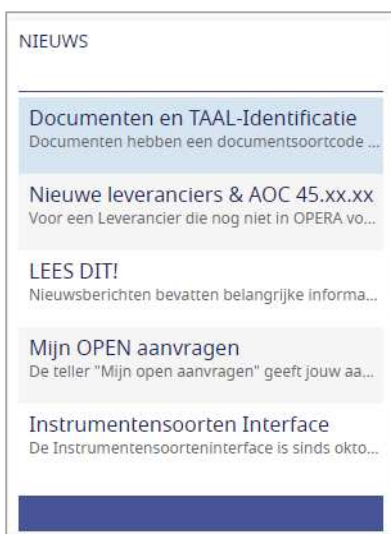 NIEUWS
Documenten en TAAL-Identificatie
Documenten hebben een documentsoortcode ...
Nieuwe leveranciers & AOC 45.xx.xx
Voor een Leverancier die nog niet in OPERA vo...
LEES DIT!
Nieuwsberichten bevatten belangrijke informa...
Mijn OPEN aanvragen
De teller "Mijn open aanvragen" geeft jouw aa...
Instrumentensoorten Interface
De Instrumentensoorteninterface is sinds okto...